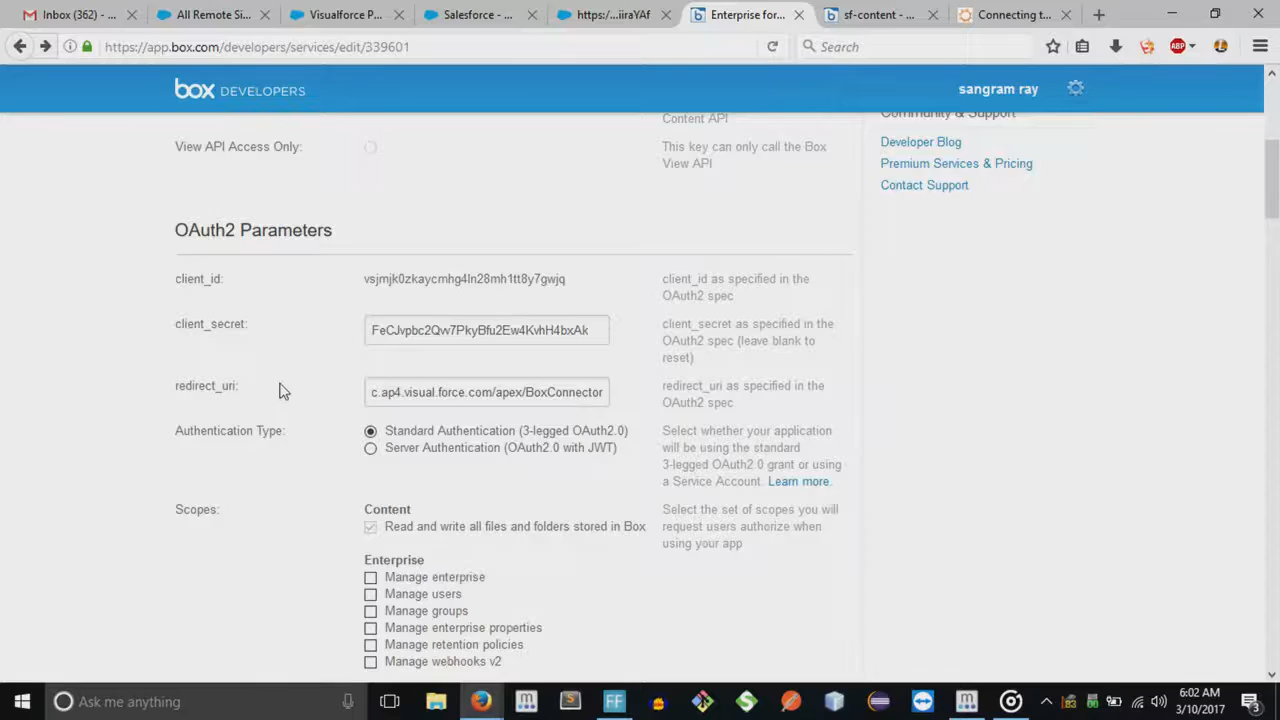 Inbox (362) - ...
All Remote Si...
Visualforce P...
Salesforce - ...
https:...iiraYAf
Enterprise for...
sf-content - ...
Connecting t...
https://app.box.com/developers/services/edit/339601
Search
ABP
box DEVELOPERS
sangram ray
Content API
Community & Support
View API Access Only:
This key can only call the Box
View API
Developer Blog
Premium Services & Pricing
Contact Support
OAuth2 Parameters
client_id:
vsjmjk0zkaycmhg4ln28mh1tt8y7gwjq
client_id as specified in the
OAuth2 spec
client_secret:
FeCJvpbc2Qw7PkyBfu2Ew4KvhH4bxAk
client_secret as specified in the
OAuth2 spec (leave blank to
reset)
redirect_uri:
c.ap4.visual.force.com/apex/BoxConnector
redirect_uri as specified in the
OAuth2 spec
Authentication Type:
Standard Authentication (3-legged OAuth2.0)
Server Authentication (OAuth2.0 with JWT)
Select whether your application
will be using the standard
3-legged OAuth2.0 grant or using
a Service Account. Learn more.
Scopes:
Content
Read and write all files and folders stored in Box
Select the set of scopes you will
request users authorize when
using your app
Enterprise
Manage enterprise
Manage users
Manage groups
Manage enterprise properties
Manage retention policies
Manage webhooks v2
Ask me anything
6:02 AM
3/10/2017